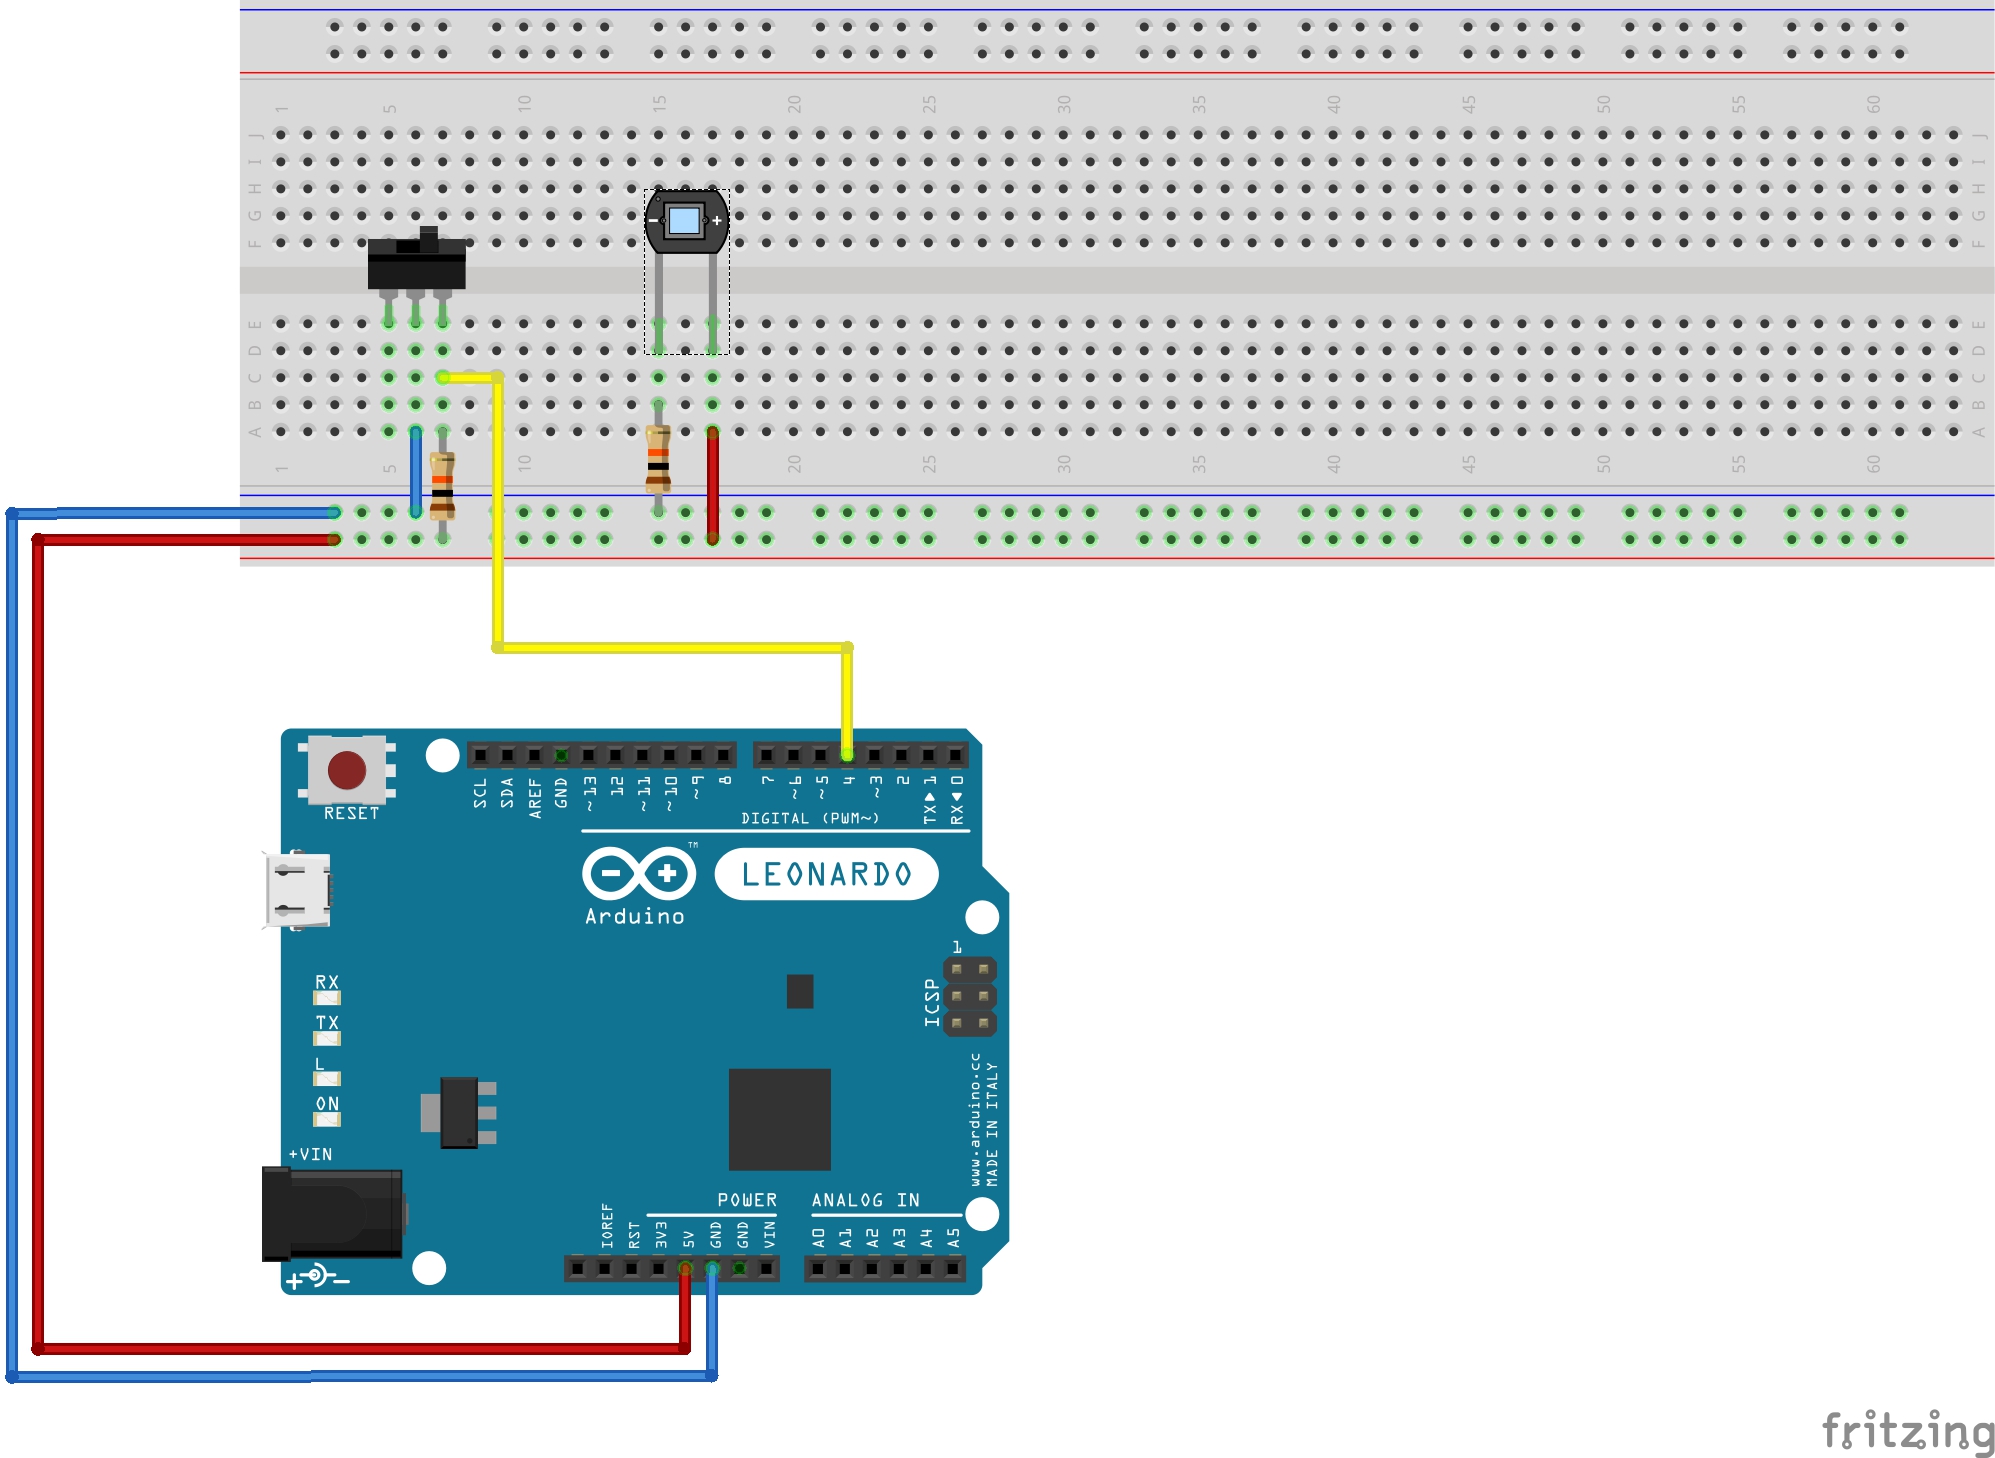 1 5 10 15 20 25 30 35 40 45 50 55 60
J J
I I
H H
G G
F F
E E
D D
C C
B B
A A
1 5 10 15 20 25 30 35 40 45 50 55 60
- +
RESET
SCL SDA AREF GND ~13 12 ~11 ~10 ~9 8 7 ~6 ~5 4 ~3 2 TX▶1 RX◀0
DIGITAL (PWM~)
TM
LEONARDO
Arduino
1
ICSP
RX
TX
L
ON
www.arduino.cc
MADE IN ITALY
+VIN
POWER
ANALOG IN
IOREF RST 3V3 5V GND GND VIN A0 A1 A2 A3 A4 A5
+ -
fritzing